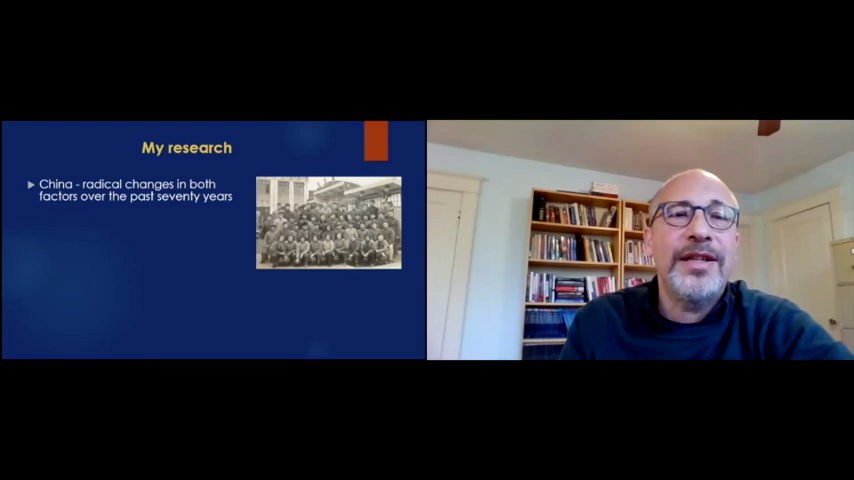 My research
China - radical changes in both
factors over the past seventy years